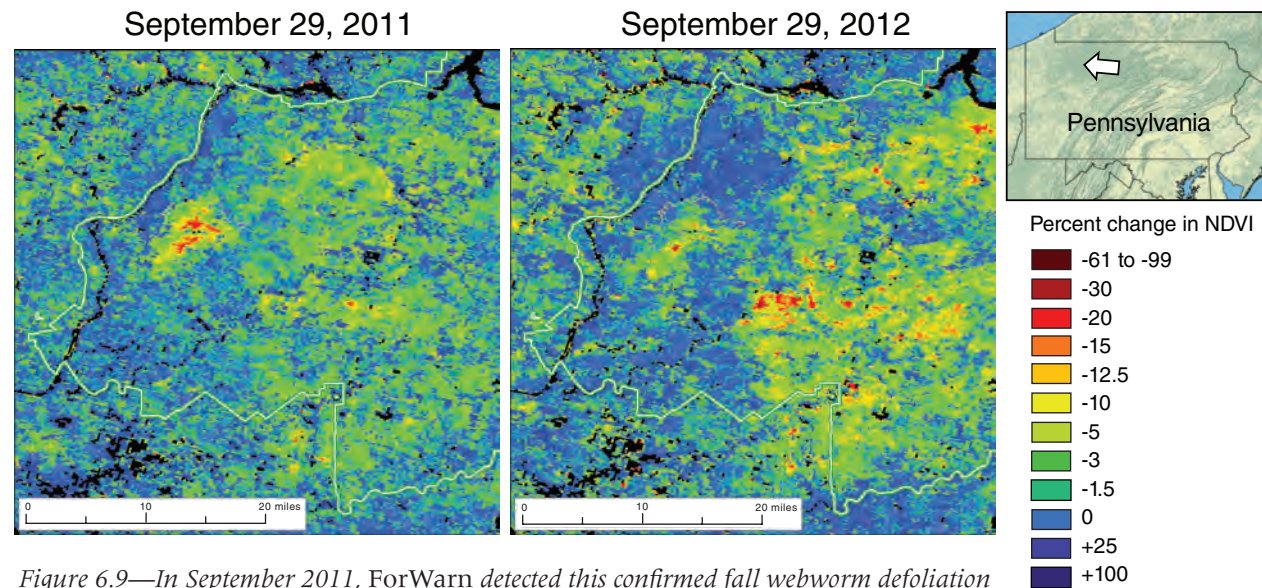 September 29, 2011
September 29, 2012
Pennsylvania
Percent change in NDVI
-61 to -99
-30
-20
-15
-12.5
-10
-5
-3
-1.5
0
+25
+100
0 10 20 miles
0 10 20 miles
Figure 6.9—In September 2011, ForWarn detected this confirmed fall webworm defoliation